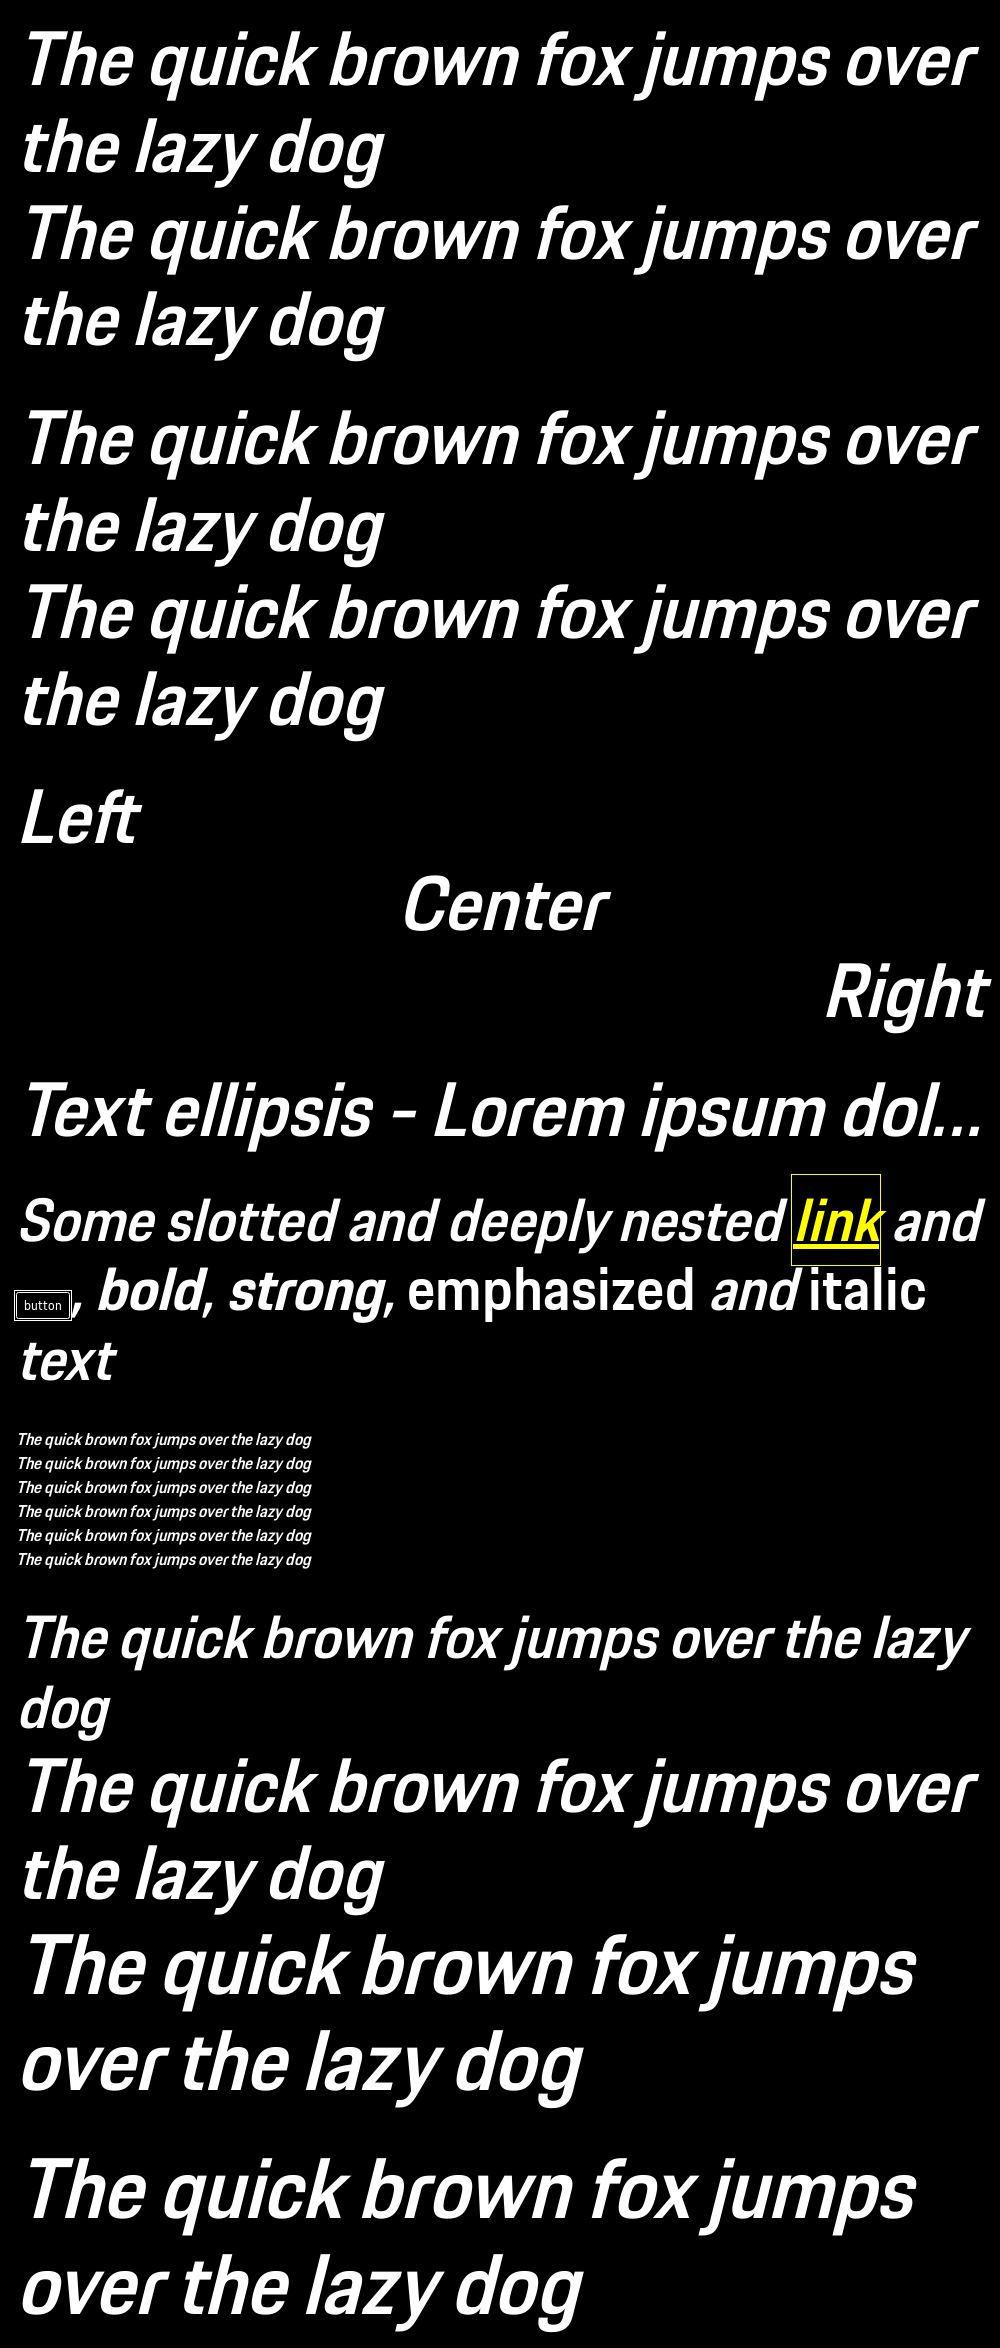 The quick brown fox jumps over
the lazy dog
The quick brown fox jumps over
the lazy dog
The quick brown fox jumps over
the lazy dog
The quick brown fox jumps over
the lazy dog
Left
Center
Right
Text ellipsis - Lorem ipsum dol...
Some slotted and deeply nested link and
button, bold, strong, emphasized and italic
text
The quick brown fox jumps over the lazy dog
The quick brown fox jumps over the lazy dog
The quick brown fox jumps over the lazy dog
The quick brown fox jumps over the lazy dog
The quick brown fox jumps over the lazy dog
The quick brown fox jumps over the lazy dog
The quick brown fox jumps over the lazy
dog
The quick brown fox jumps over
the lazy dog
The quick brown fox jumps
over the lazy dog
The quick brown fox jumps
over the lazy dog